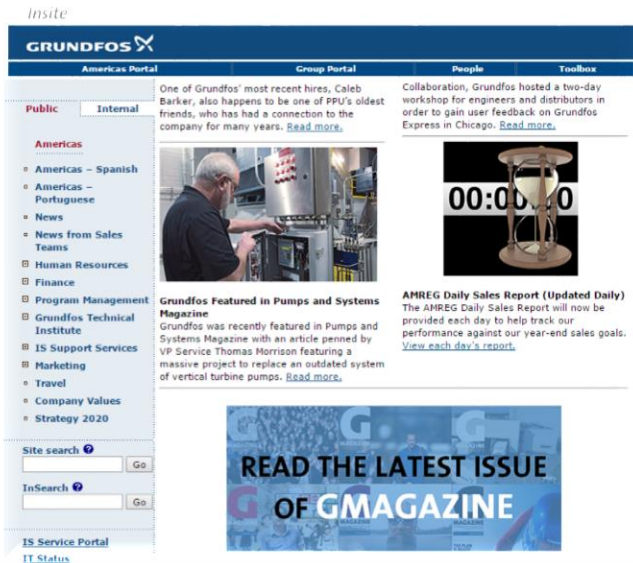 Insite
GRUNDFOS
Americas Portal
Group Portal
People
Toolbox
Public
Internal
Americas
Americas – Spanish
Americas –
Portuguese
News
News from Sales
Teams
Human Resources
Finance
Program Management
Grundfos Technical
Institute
IS Support Services
Marketing
Travel
Company Values
Strategy 2020
Site search
Go
InSearch
Go
IS Service Portal
IT Status
One of Grundfos' most recent hires, Caleb
Barker, also happens to be one of PPU's oldest
friends, who has had a connection to the
company for many years. Read more.
Grundfos Featured in Pumps and Systems
Magazine
Grundfos was recently featured in Pumps and
Systems Magazine with an article penned by
VP Service Thomas Morrison featuring a
massive project to replace an outdated system
of vertical turbine pumps. Read more.
Collaboration, Grundfos hosted a two-day
workshop for engineers and distributors in
order to gain user feedback on Grundfos
Express in Chicago. Read more.
AMREG Daily Sales Report (Updated Daily)
The AMREG Daily Sales Report will now be
provided each day to help track our
performance against our year-end sales goals.
View each day's report.
READ THE LATEST ISSUE
OF GMAGAZINE